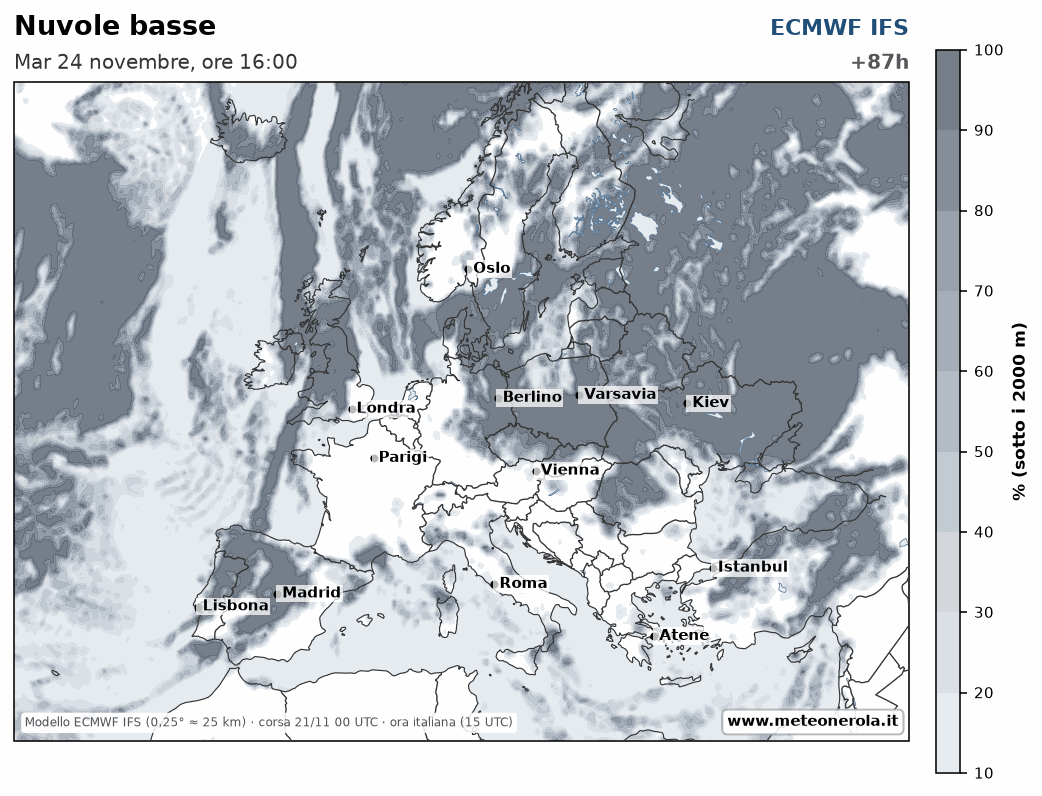 Nuvole basse
ECMWF IFS
Mar 24 novembre, ore 16:00
+87h
Oslo
Londra
Berlino
Varsavia
Kiev
Parigi
Vienna
Istanbul
Roma
Madrid
Lisbona
Atene
Modello ECMWF IFS (0,25° ≈ 25 km) · corsa 21/11 00 UTC · ora italiana (15 UTC)
www.meteonerola.it
100
90
80
70
60
50
40
30
20
10
% (sotto i 2000 m)